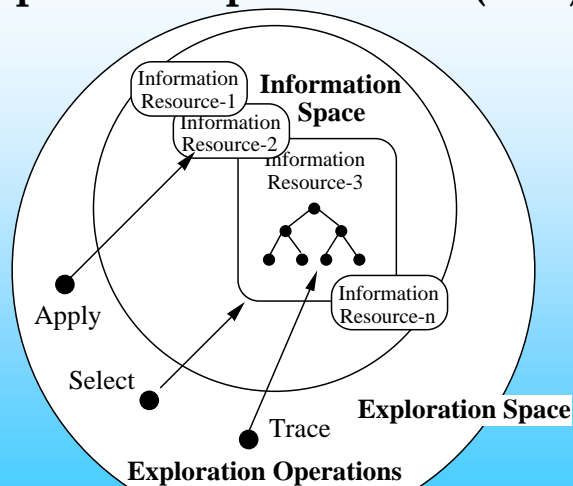 Information
Resource-1
Information
Space
Information
Resource-2
Information
Resource-3
Information
Resource-n
Apply
Select
Exploration Space
Trace
Exploration Operations